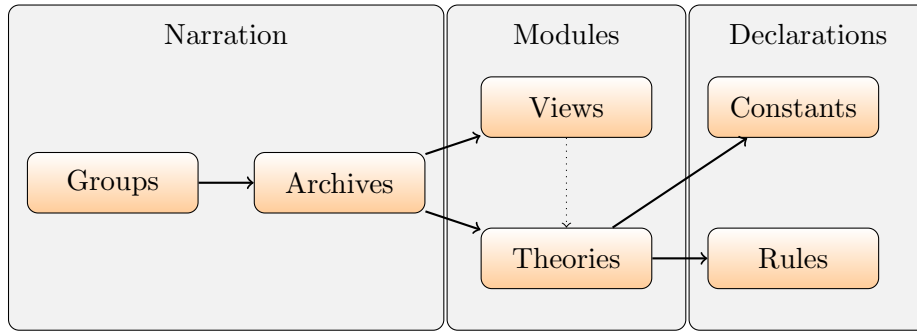 Narration
Modules
Declarations
Views
Constants
Groups
Archives
Theories
Rules